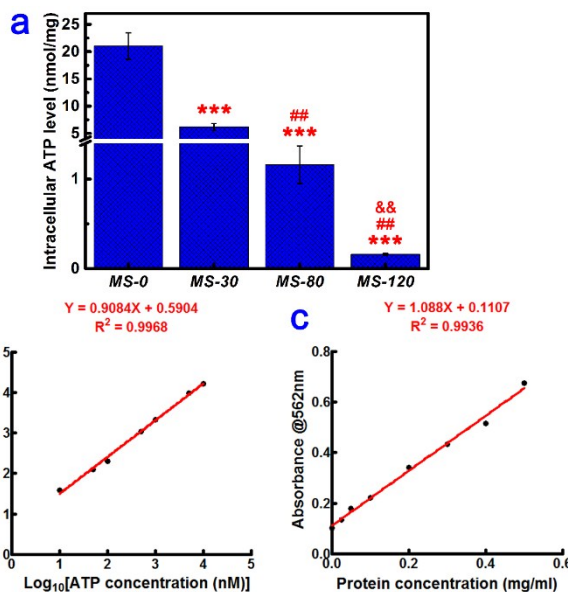 a
Intracellular ATP level (nmol/mg)
25
20
15
10
5
1
0
***
##
***
&&
##
***
MS-0 MS-30 MS-80 MS-120
Y = 0.9084X + 0.5904
R² = 0.9968
5
4
3
2
1
0 1 2 3 4 5
Log₁₀[ATP concentration (nM)]
Y = 1.088X + 0.1107
R² = 0.9936
c
Absorbance @562nm
0.8
0.6
0.4
0.2
0.0
0.0 0.2 0.4 0.6
Protein concentration (mg/ml)